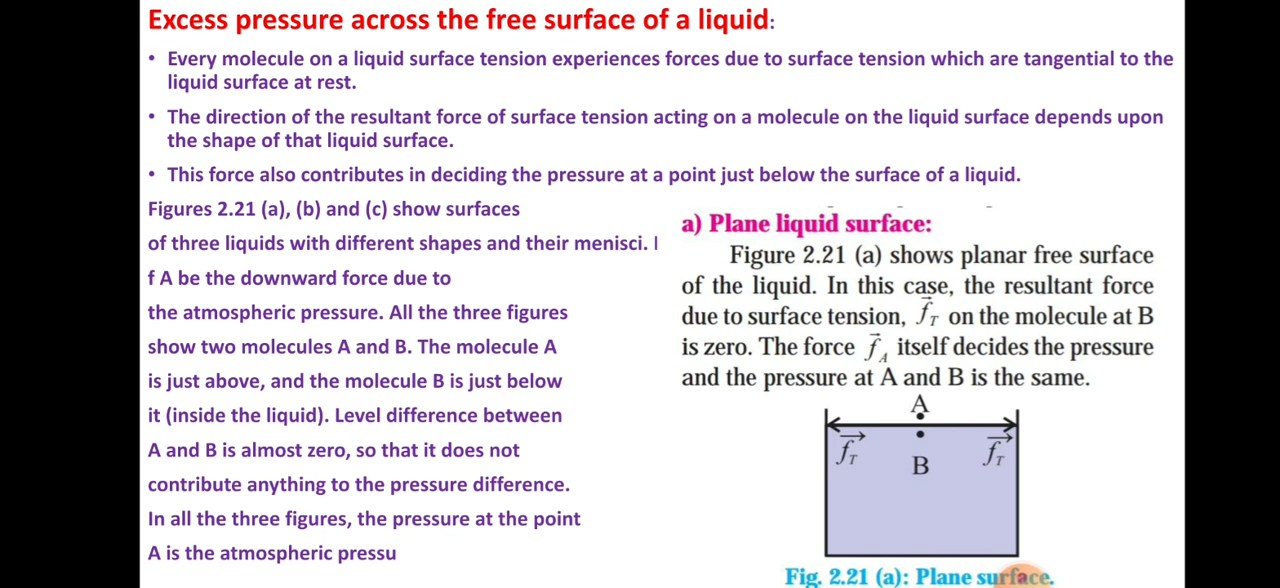 Excess pressure across the free surface of a liquid:
• Every molecule on a liquid surface tension experiences forces due to surface tension which are tangential to the
liquid surface at rest.
• The direction of the resultant force of surface tension acting on a molecule on the liquid surface depends upon
the shape of that liquid surface.
• This force also contributes in deciding the pressure at a point just below the surface of a liquid.
Figures 2.21 (a), (b) and (c) show surfaces
of three liquids with different shapes and their menisci. I
f A be the downward force due to
the atmospheric pressure. All the three figures
show two molecules A and B. The molecule A
is just above, and the molecule B is just below
it (inside the liquid). Level difference between
A and B is almost zero, so that it does not
contribute anything to the pressure difference.
In all the three figures, the pressure at the point
A is the atmospheric pressu
a) Plane liquid surface:
Figure 2.21 (a) shows planar free surface
of the liquid. In this case, the resultant force
due to surface tension, f⃗_T on the molecule at B
is zero. The force f⃗_A itself decides the pressure
and the pressure at A and B is the same.
A
f⃗_T f⃗_T
B
Fig. 2.21 (a): Plane surface.